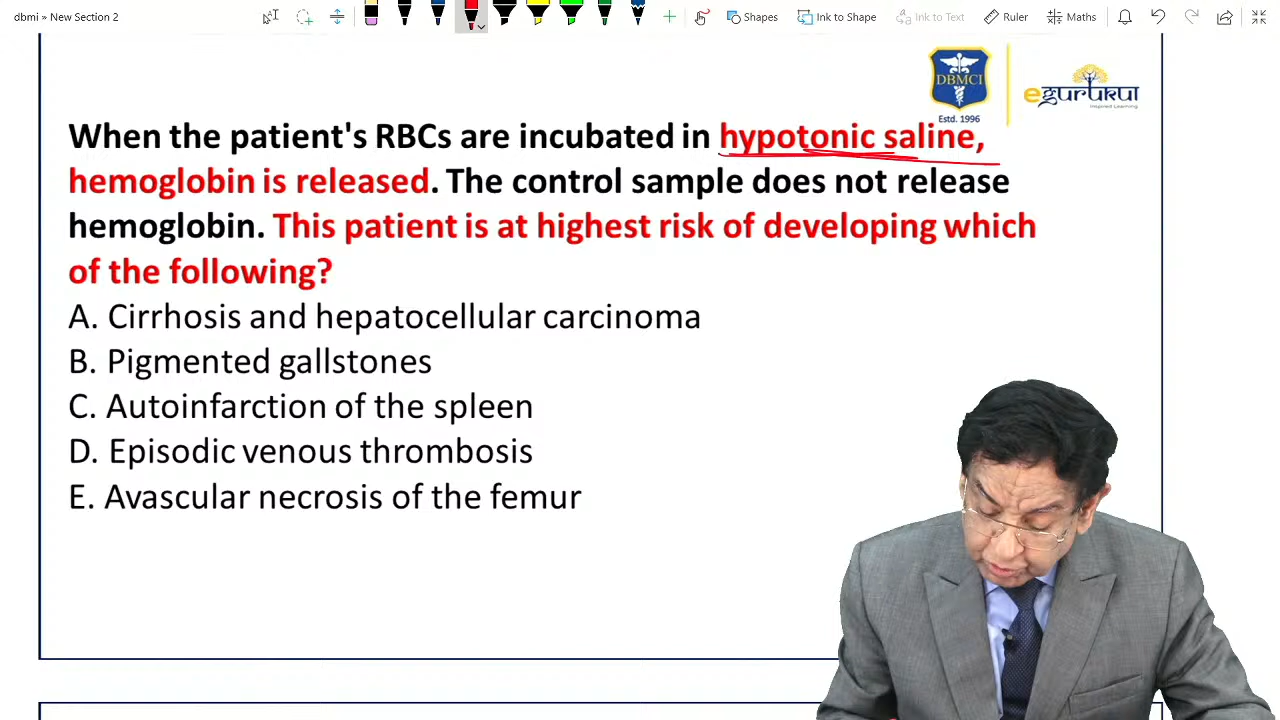 dbmi » New Section 2
Shapes Ink to Shape Ink to Text Ruler Maths
DBMCI
Estd. 1996
egurukul
Inspired Learning
When the patient's RBCs are incubated in hypotonic saline,
hemoglobin is released. The control sample does not release
hemoglobin. This patient is at highest risk of developing which
of the following?
A. Cirrhosis and hepatocellular carcinoma
B. Pigmented gallstones
C. Autoinfarction of the spleen
D. Episodic venous thrombosis
E. Avascular necrosis of the femur